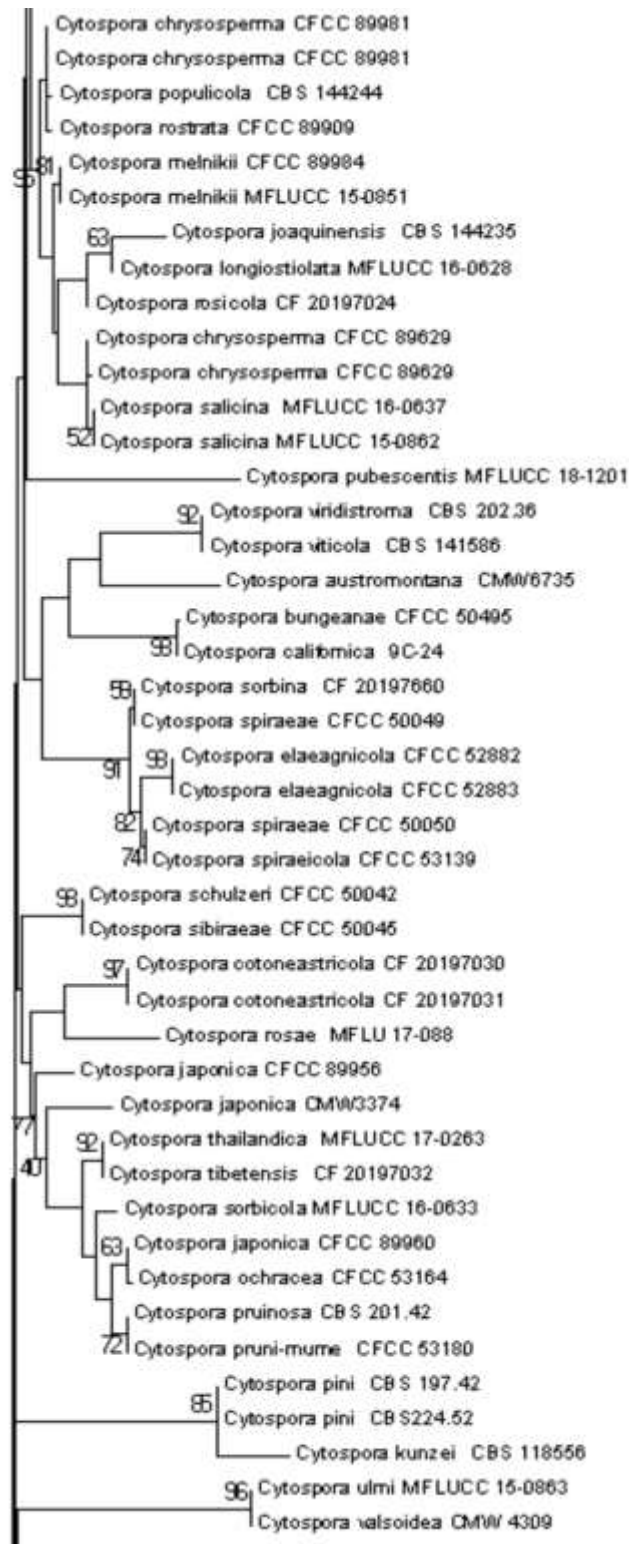 Cytospora chrysosperma CFCC 89981
Cytospora chrysosperma CFCC 89981
Cytospora populicola CBS 144244
Cytospora rostrata CFCC 89909
81
Cytospora melnikii CFCC 89984
Cytospora melnikii MFLUCC 15-0851
63
Cytospora joaquinensis CBS 144235
Cytospora longiostiolata MFLUCC 16-0628
Cytospora rosicola CF 20197024
Cytospora chrysosperma CFCC 89629
Cytospora chrysosperma CFCC 89629
Cytospora salicina MFLUCC 16-0637
52
Cytospora salicina MFLUCC 15-0862
Cytospora pubescentis MFLUCC 18-1201
92
Cytospora viridistroma CBS 202.36
Cytospora viticola CBS 141586
Cytospora austromontana CMW6735
Cytospora bungeanae CFCC 50495
98
Cytospora californica 9C-24
59
Cytospora sorbina CF 20197660
Cytospora spiraeae CFCC 50049
98
Cytospora elaeagnicola CFCC 52882
91
Cytospora elaeagnicola CFCC 52883
82
Cytospora spiraeae CFCC 50050
74
Cytospora spiraeicola CFCC 53139
98
Cytospora schulzeri CFCC 50042
Cytospora sibiraeae CFCC 50045
97
Cytospora cotoneastricola CF 20197030
Cytospora cotoneastricola CF 20197031
Cytospora rosae MFLU 17-088
Cytospora japonica CFCC 89956
Cytospora japonica CMW3374
77
92
Cytospora thailandica MFLUCC 17-0263
40
Cytospora tibetensis CF 20197032
Cytospora sorbicola MFLUCC 16-0633
63
Cytospora japonica CFCC 89960
Cytospora ochracea CFCC 53164
Cytospora pruinosa CBS 201.42
72
Cytospora pruni-mume CFCC 53180
Cytospora pini CBS 197.42
85
Cytospora pini CBS224.52
Cytospora kunzei CBS 118556
96
Cytospora ulmi MFLUCC 15-0863
Cytospora valsoidea CMW 4309